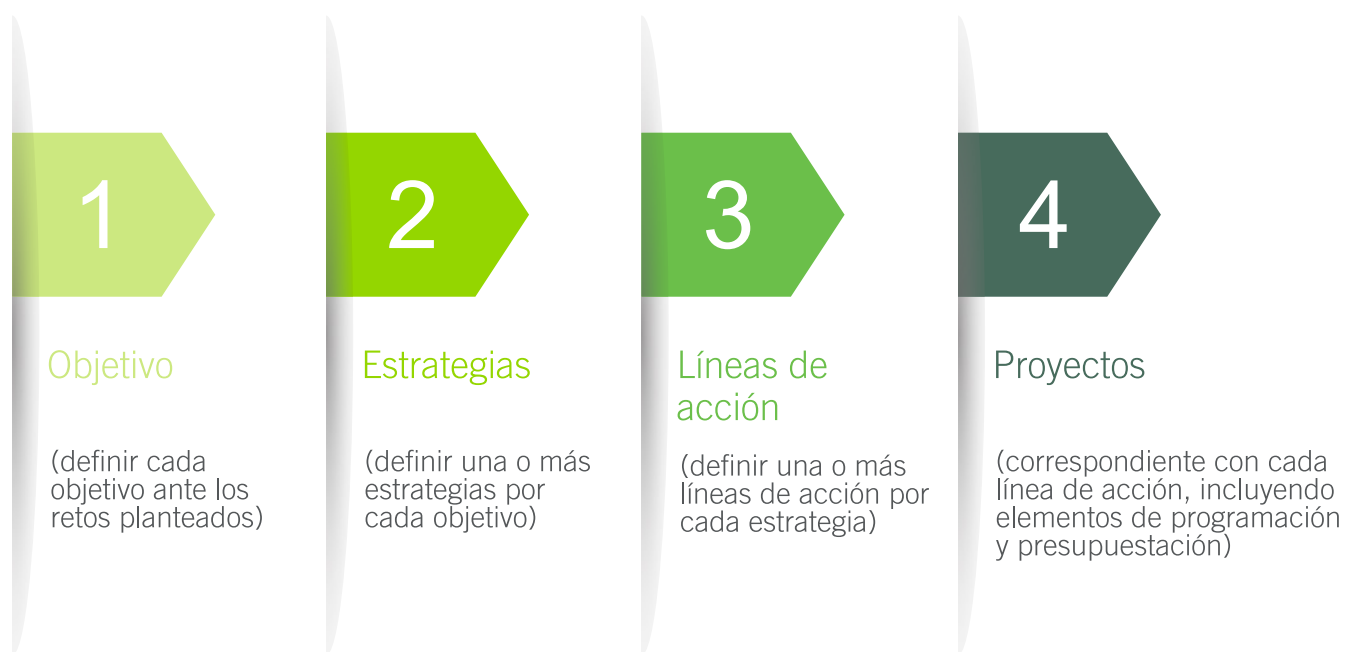 1
Objetivo
(definir cada
objetivo ante los
retos planteados)
2
Estrategias
(definir una o más
estrategias por
cada objetivo)
3
Líneas de
acción
(definir una o más
líneas de acción por
cada estrategia)
4
Proyectos
(correspondiente con cada
línea de acción, incluyendo
elementos de programación
y presupuestación)